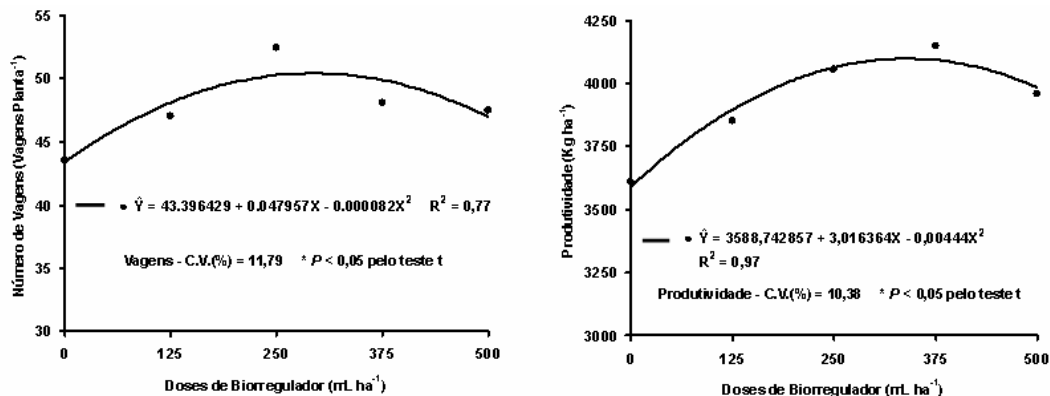 Número de Vagens (Vagens Planta⁻¹)
55
50
45
40
45
30
● Ŷ = 43.396429 + 0.047957X - 0.000082X² R² = 0,77
Vagens - C.V.(%) = 11,79 * P < 0,05 pelo teste t
0 125 250 375 500
Doses de Biorregulador (mL ha⁻¹)
Produtividade (Kg ha⁻¹)
4250
4000
3750
3500
3250
3000
● Ŷ = 3588,742857 + 3,016364X - 0,00444X²
R² = 0,97
Produtividade - C.V.(%) = 10,38 * P < 0,05 pelo teste t
0 125 250 375 500
Doses de Biorregulador (mL ha⁻¹)